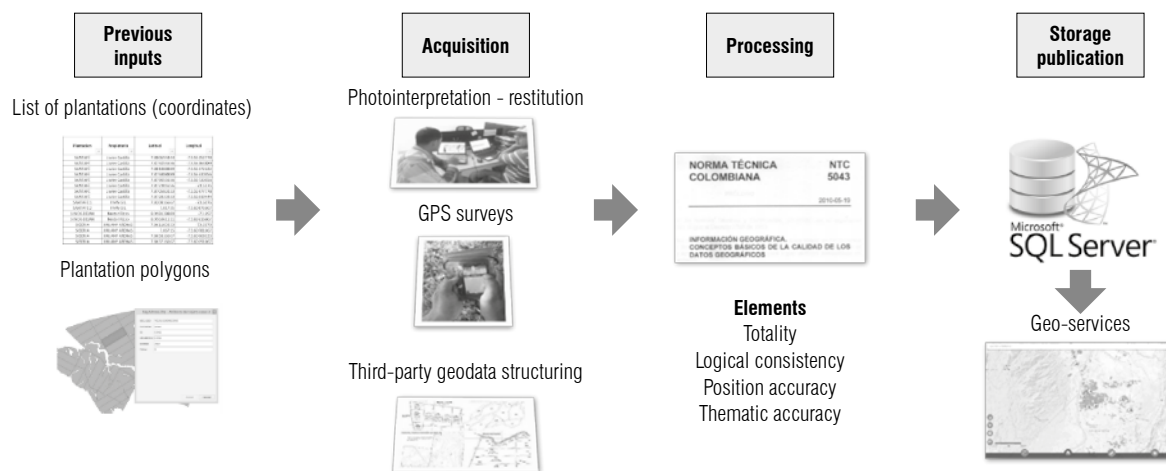 Previous
inputs
List of plantations (coordinates)
Plantation polygons
Acquisition
Photointerpretation - restitution
GPS surveys
Third-party geodata structuring
Processing
NORMA TÉCNICA NTC
COLOMBIANA 5043
2010-05-19
INFORMACIÓN GEOGRÁFICA.
CONCEPTOS BÁSICOS DE LA CALIDAD DE LOS
DATOS GEOGRÁFICOS
Elements
Totality
Logical consistency
Position accuracy
Thematic accuracy
Storage
publication
Microsoft®
SQL Server®
Geo-services